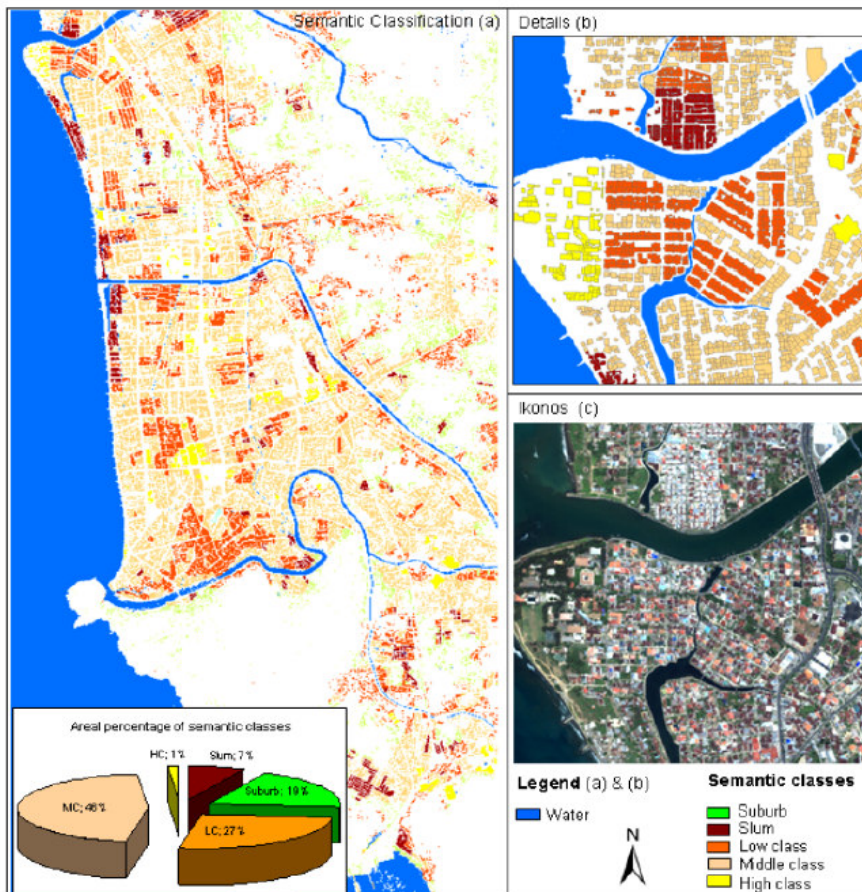 Semantic Classification (a)
Details (b)
Ikonos (c)
Areal percentage of semantic classes
HC; 1%
Slum; 7%
Suburb; 19%
MC; 46%
LC; 27%
Legend (a) & (b)
Water
N
Semantic classes
Suburb
Slum
Low class
Middle class
High class